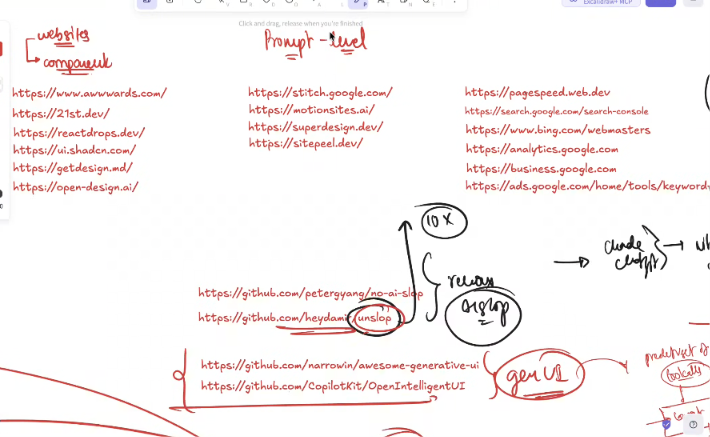 Excalidraw+ MCP
Click and drag, release when you're finished
websites
component
Prompt-level
https://www.awwwards.com/
https://21st.dev/
https://reactdrops.dev/
https://ui.shadcn.com/
https://getdesign.md/
https://open-design.ai/
https://stitch.google.com/
https://motionsites.ai/
https://superdesign.dev/
https://sitepeel.dev/
https://pagespeed.web.dev
https://search.google.com/search-console
https://www.bing.com/webmasters
https://analytics.google.com
https://business.google.com
https://ads.google.com/home/tools/keyword
10 X
https://github.com/petergyang/no-ai-slop
https://github.com/heydami/unslop
AIslop
claude
chatgpt
https://github.com/narrowin/awesome-generative-ui
https://github.com/CopilotKit/OpenIntelligentUI
gen UI